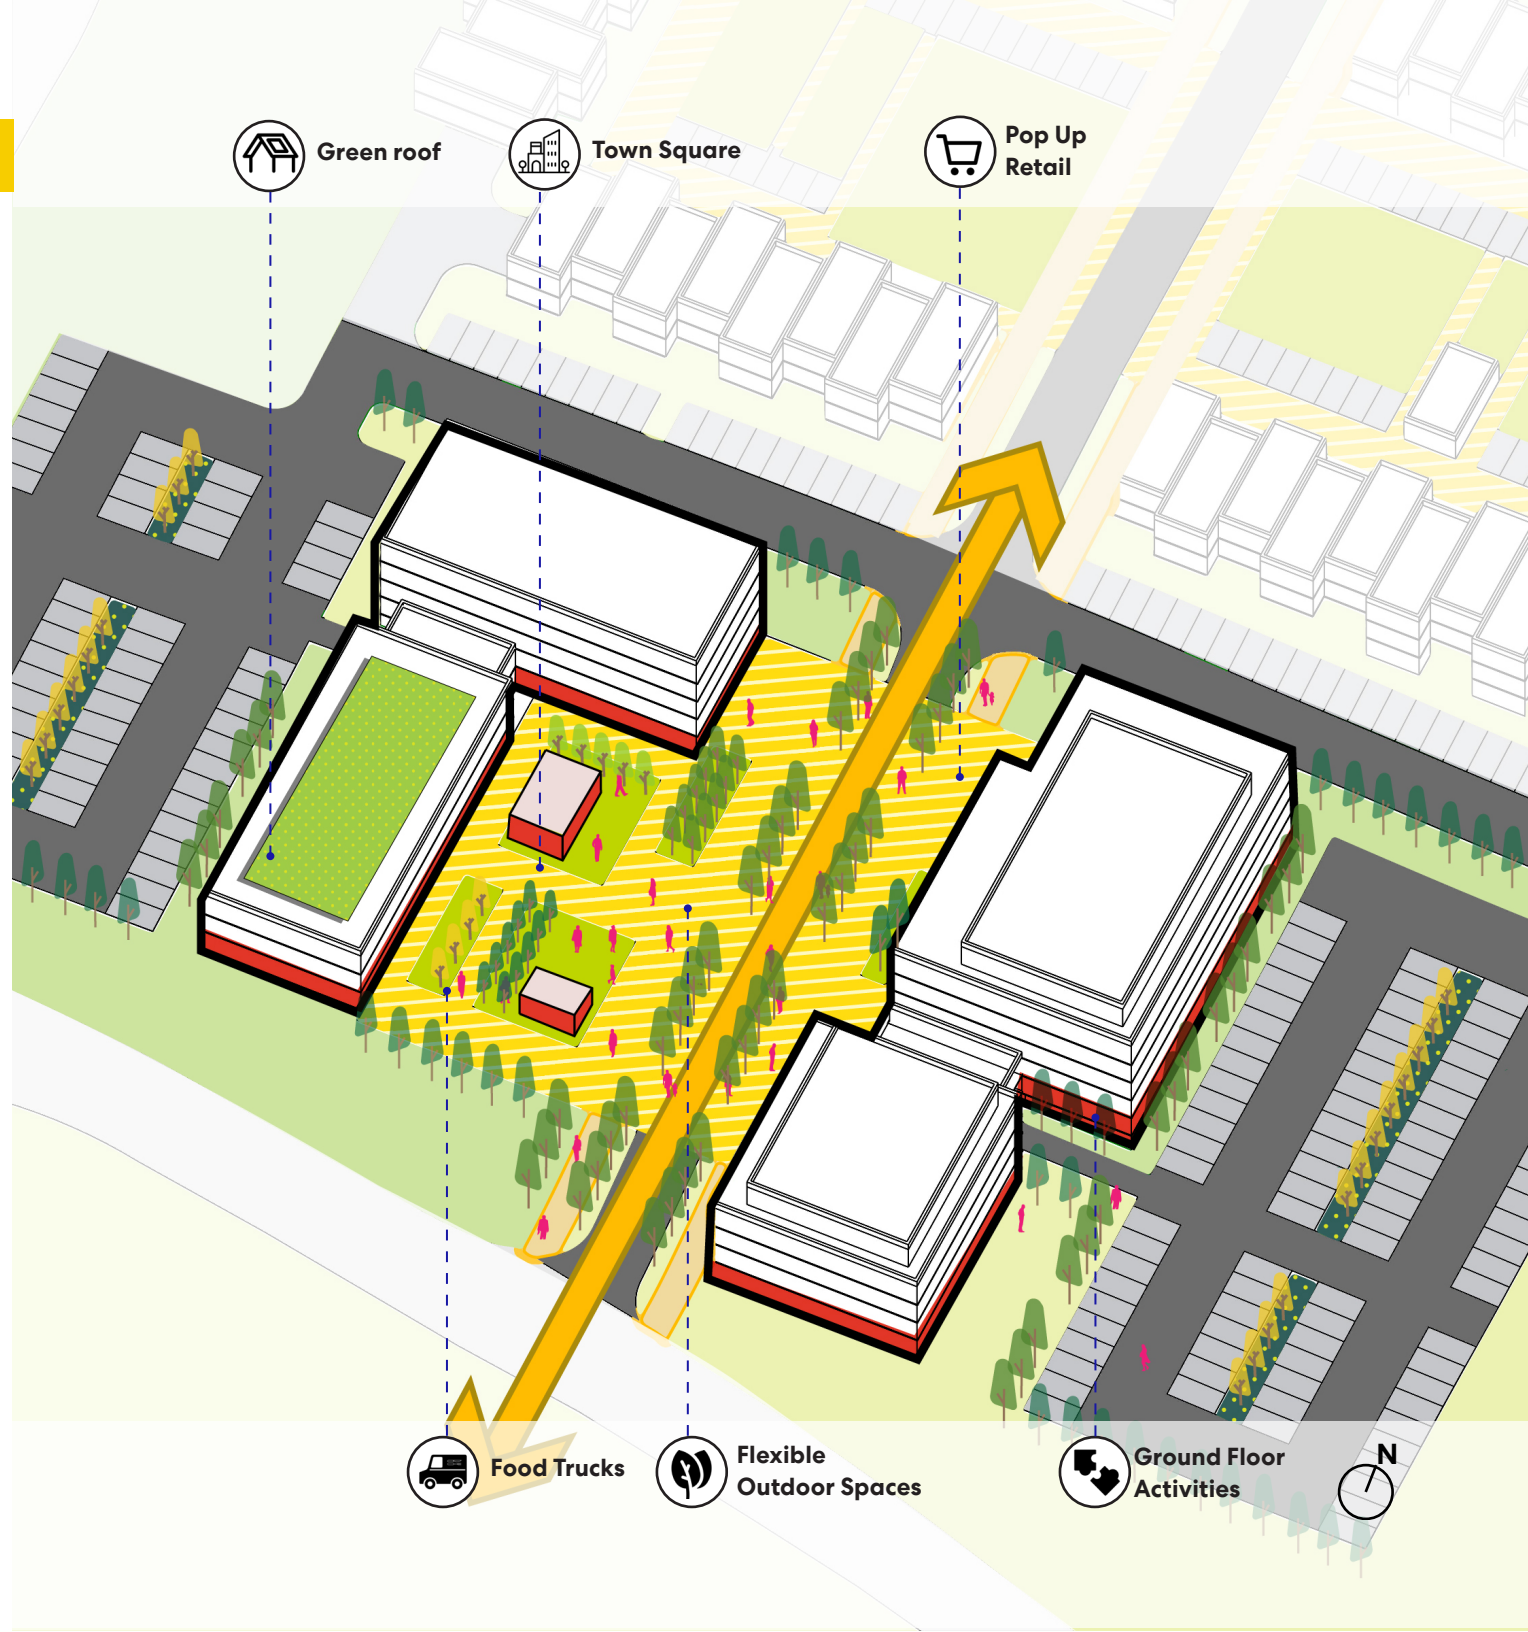 Green roof
Town Square
Pop Up
Retail
Food Trucks
Flexible
Outdoor Spaces
Ground Floor
Activities
N